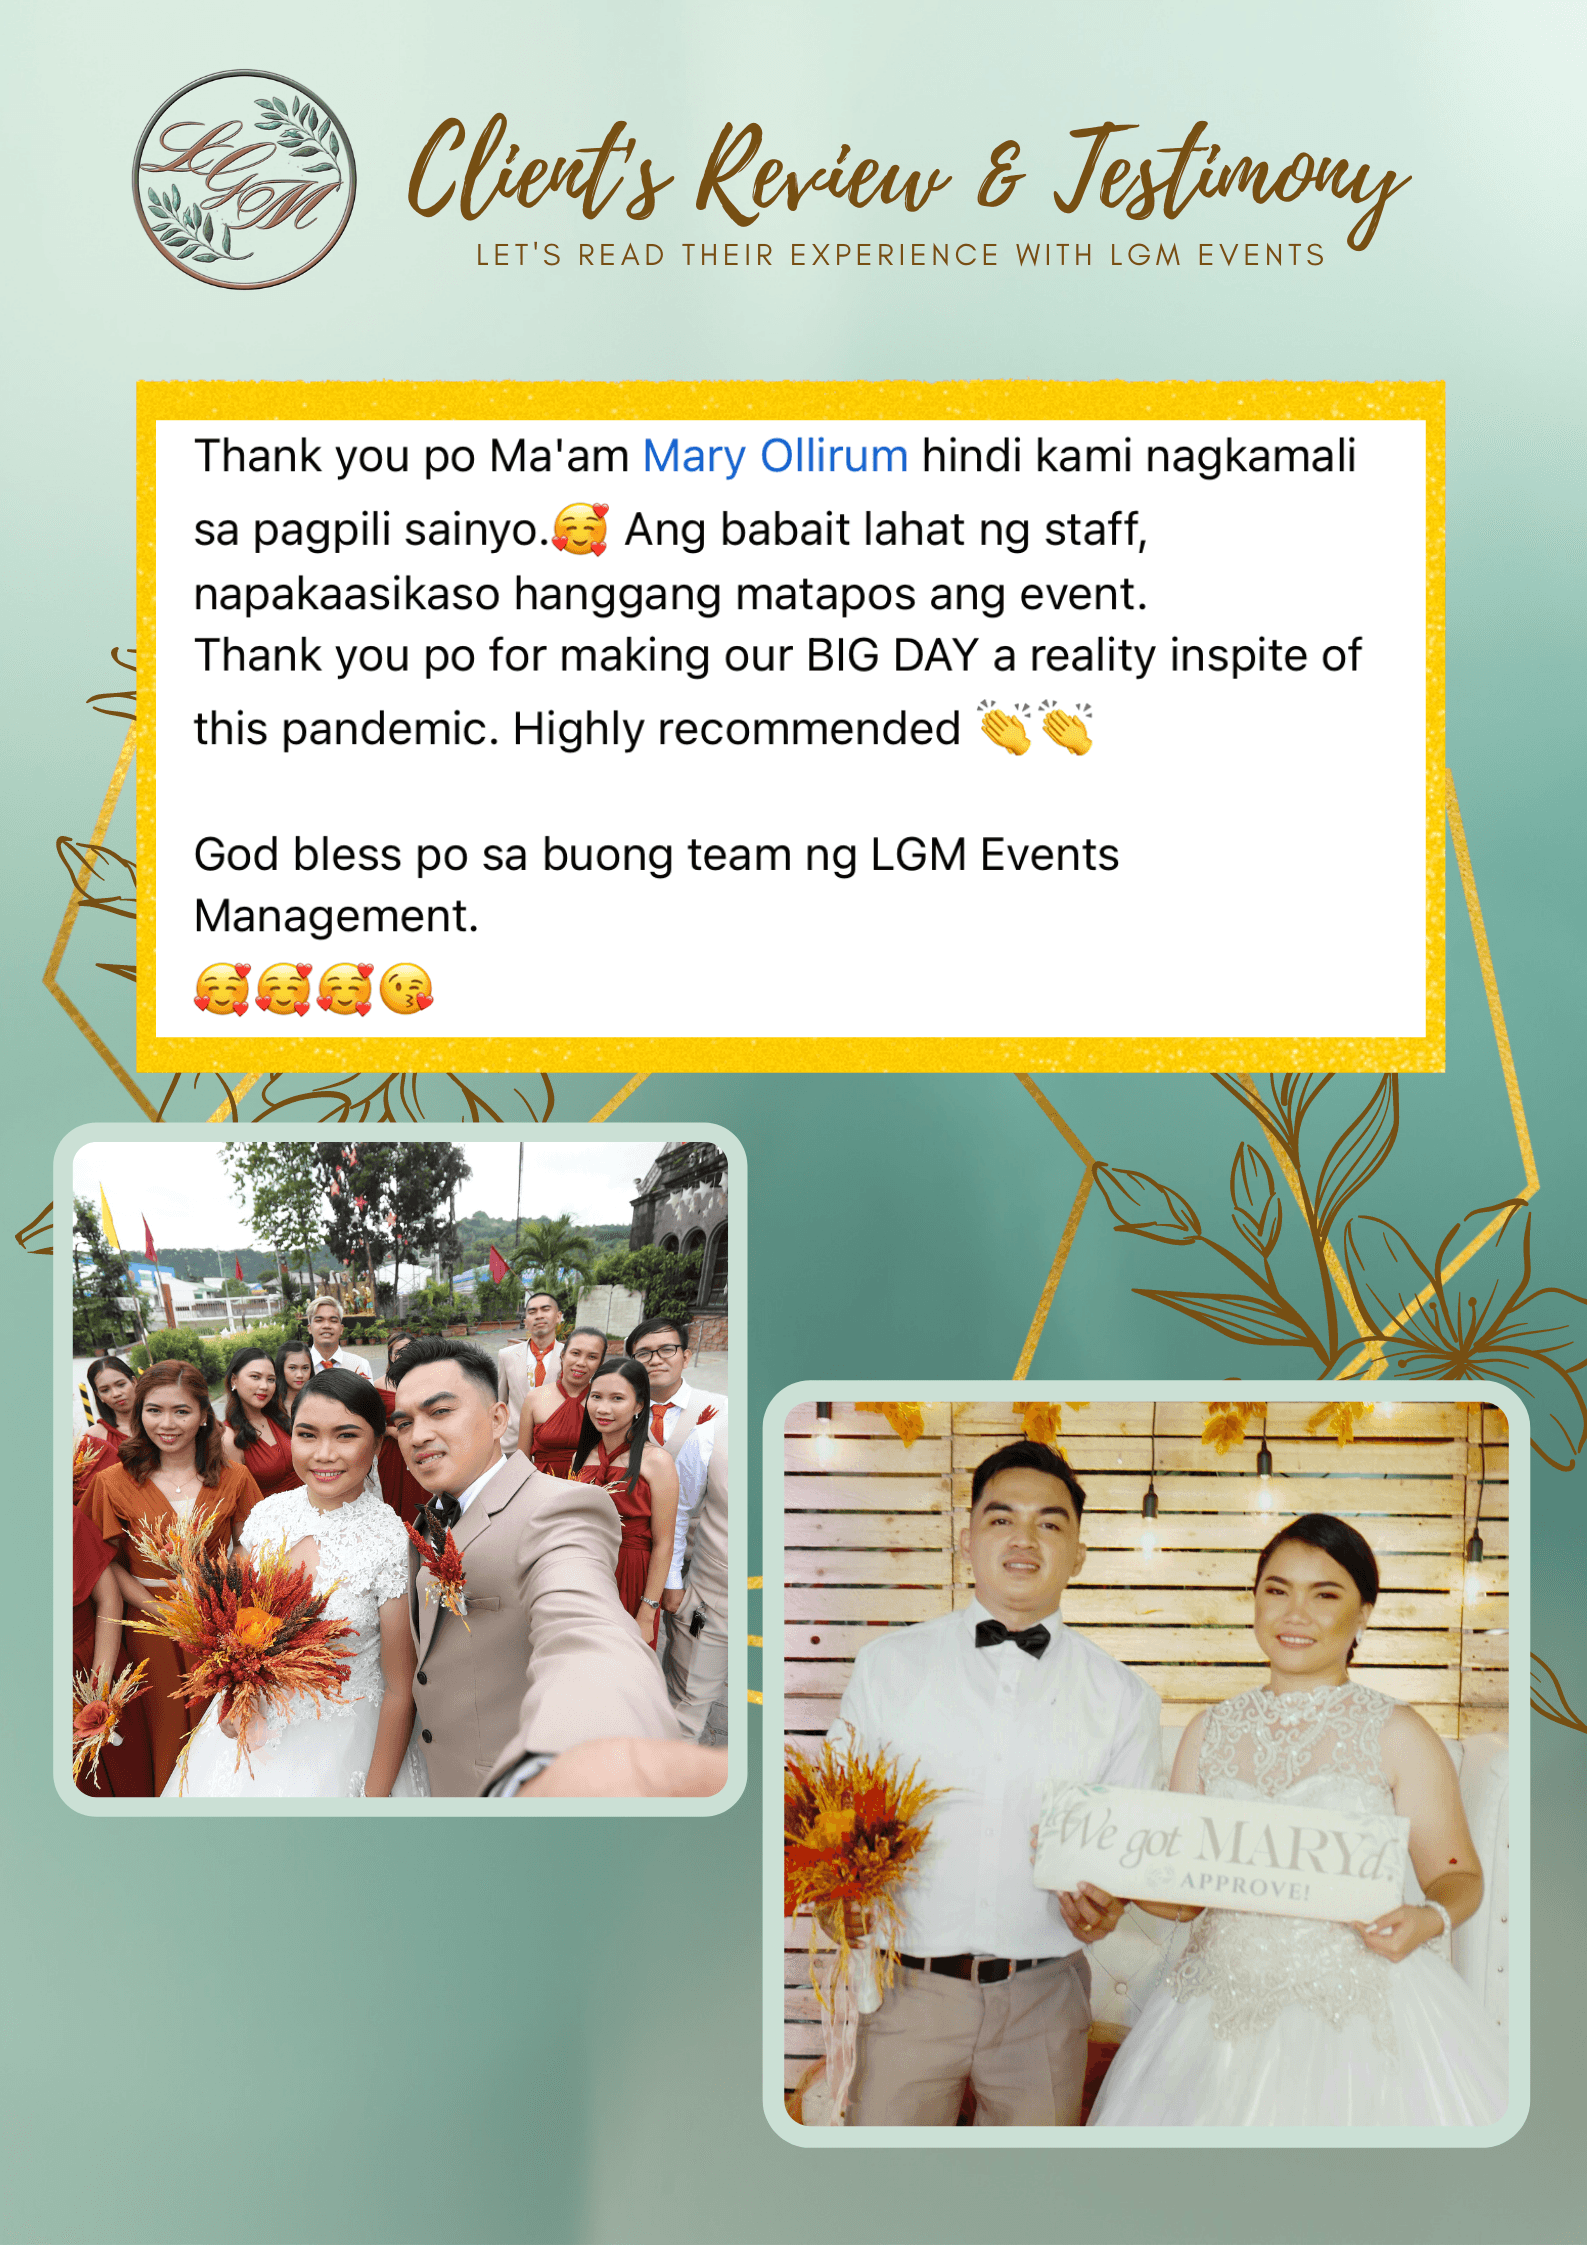 LGM
Client's Review & Testimony
LET'S READ THEIR EXPERIENCE WITH LGM EVENTS
Thank you po Ma'am Mary Ollirum hindi kami nagkamali
sa pagpili sainyo.🥰 Ang babait lahat ng staff,
napakaasikaso hanggang matapos ang event.
Thank you po for making our BIG DAY a reality inspite of
this pandemic. Highly recommended 👏👏
God bless po sa buong team ng LGM Events
Management.
🥰🥰🥰😘
We got MARYd.
APPROVE!